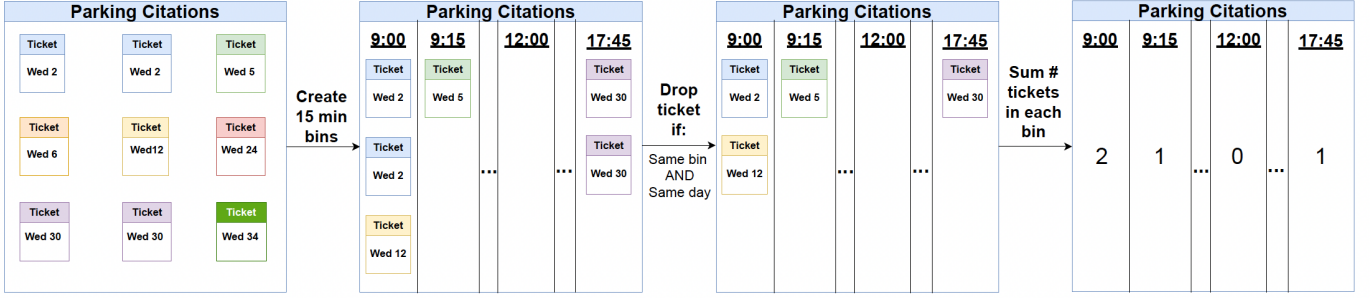 Parking Citations
Ticket Ticket Ticket
Wed 2 Wed 2 Wed 5
Ticket Ticket Ticket
Wed 6 Wed12 Wed 24
Ticket Ticket Ticket
Wed 30 Wed 30 Wed 34
Create
15 min
bins
Parking Citations
9:00 9:15 12:00 17:45
Ticket Ticket Ticket
Wed 2 Wed 5 Wed 30
Ticket Ticket
Wed 2 ... ... Wed 30
Ticket
Wed 12
Drop
ticket
if:
Same bin
AND
Same day
Parking Citations
9:00 9:15 12:00 17:45
Ticket Ticket Ticket
Wed 2 Wed 5 Wed 30
Ticket
Wed 12 ... ...
Sum #
tickets
in each
bin
Parking Citations
9:00 9:15 12:00 17:45
2 1 ... 0 ... 1